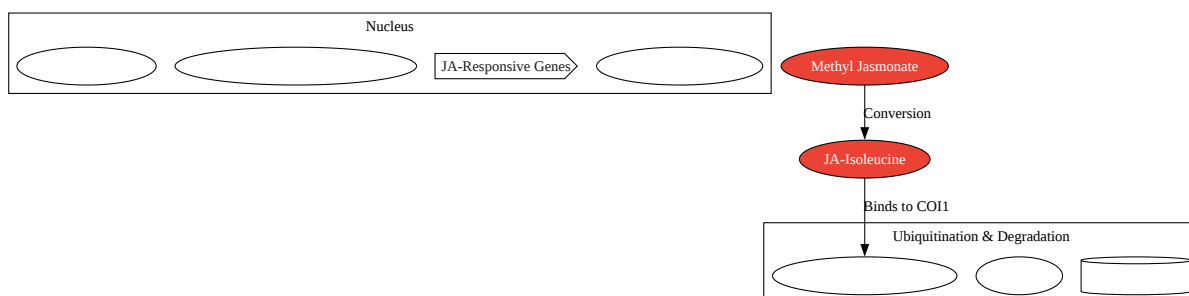 Nucleus
JA-Responsive Genes
Methyl Jasmonate
Conversion
JA-Isoleucine
Binds to COI1
Ubiquitination & Degradation